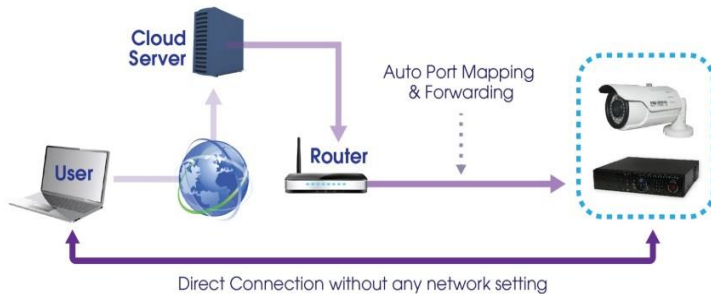 Cloud
Server
Auto Port Mapping
& Forwarding
User
Router
Direct Connection without any network setting